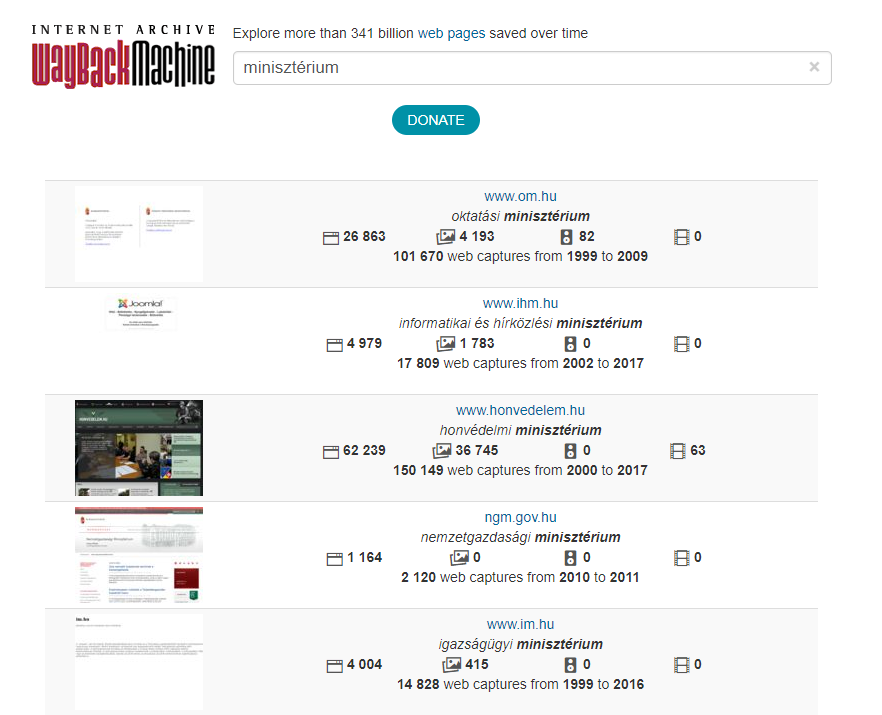 INTERNET ARCHIVE
WayBackMachine
Explore more than 341 billion web pages saved over time
minisztérium
DONATE
www.om.hu
oktatási minisztérium
26 863 4 193 82 0
101 670 web captures from 1999 to 2009
Joomla!
www.ihm.hu
informatikai és hírközlési minisztérium
4 979 1 783 0 0
17 809 web captures from 2002 to 2017
www.honvedelem.hu
honvédelmi minisztérium
62 239 36 745 0 63
150 149 web captures from 2000 to 2017
ngm.gov.hu
nemzetgazdasági minisztérium
1 164 0 0 0
2 120 web captures from 2010 to 2011
www.im.hu
igazságügyi minisztérium
4 004 415 0 0
14 828 web captures from 1999 to 2016